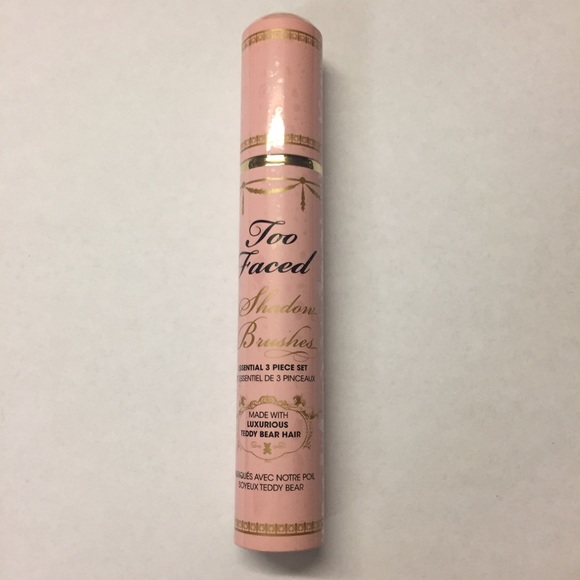 Too
Faced
Shadow
Brushes
ESSENTIAL 3 PIECE SET
ESSENTIEL DE 3 PINCEAUX
MADE WITH
LUXURIOUS
TEDDY BEAR HAIR
AVEC NOTRE POIL
SOYEUX TEDDY BEAR